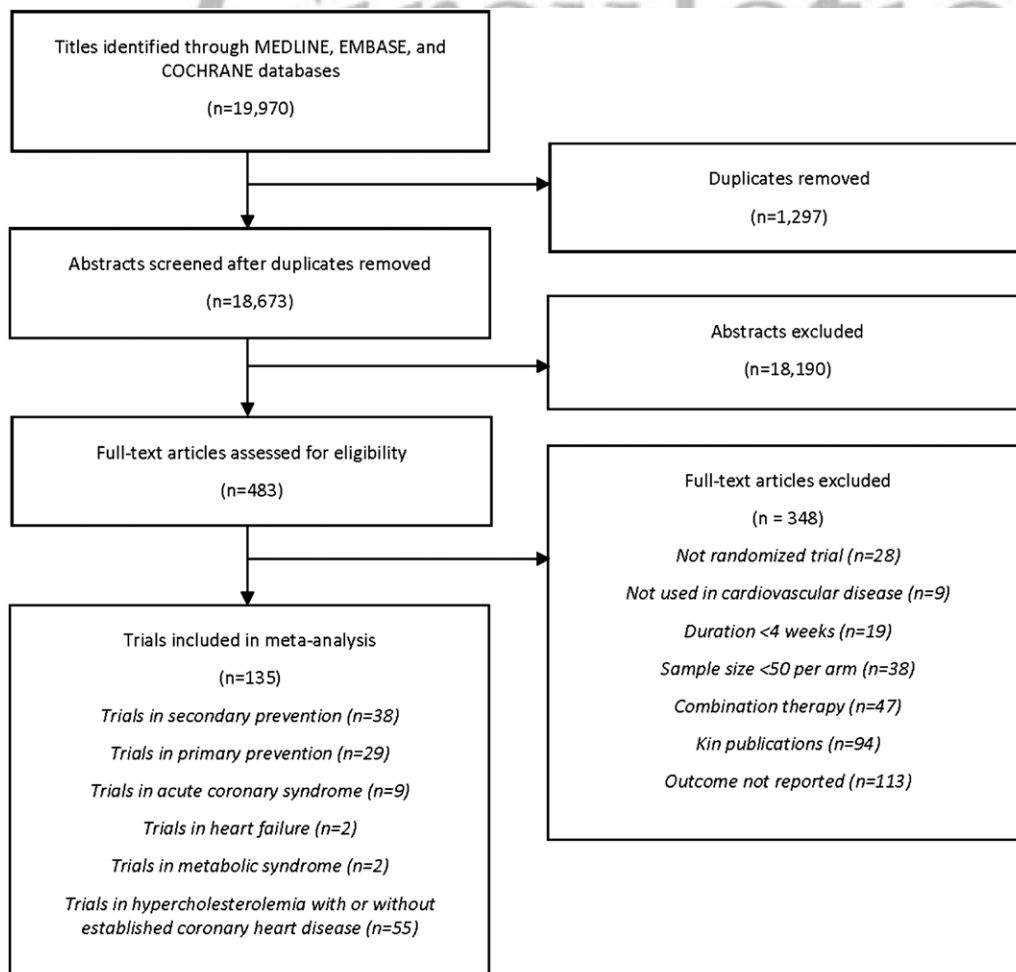 Titles identified through MEDLINE, EMBASE, and
COCHRANE databases
(n=19,970)
Duplicates removed
(n=1,297)
Abstracts screened after duplicates removed
(n=18,673)
Abstracts excluded
(n=18,190)
Full-text articles assessed for eligibility
(n=483)
Full-text articles excluded
(n = 348)
Not randomized trial (n=28)
Not used in cardiovascular disease (n=9)
Duration <4 weeks (n=19)
Sample size <50 per arm (n=38)
Combination therapy (n=47)
Kin publications (n=94)
Outcome not reported (n=113)
Trials included in meta-analysis
(n=135)
Trials in secondary prevention (n=38)
Trials in primary prevention (n=29)
Trials in acute coronary syndrome (n=9)
Trials in heart failure (n=2)
Trials in metabolic syndrome (n=2)
Trials in hypercholesterolemia with or without
established coronary heart disease (n=55)